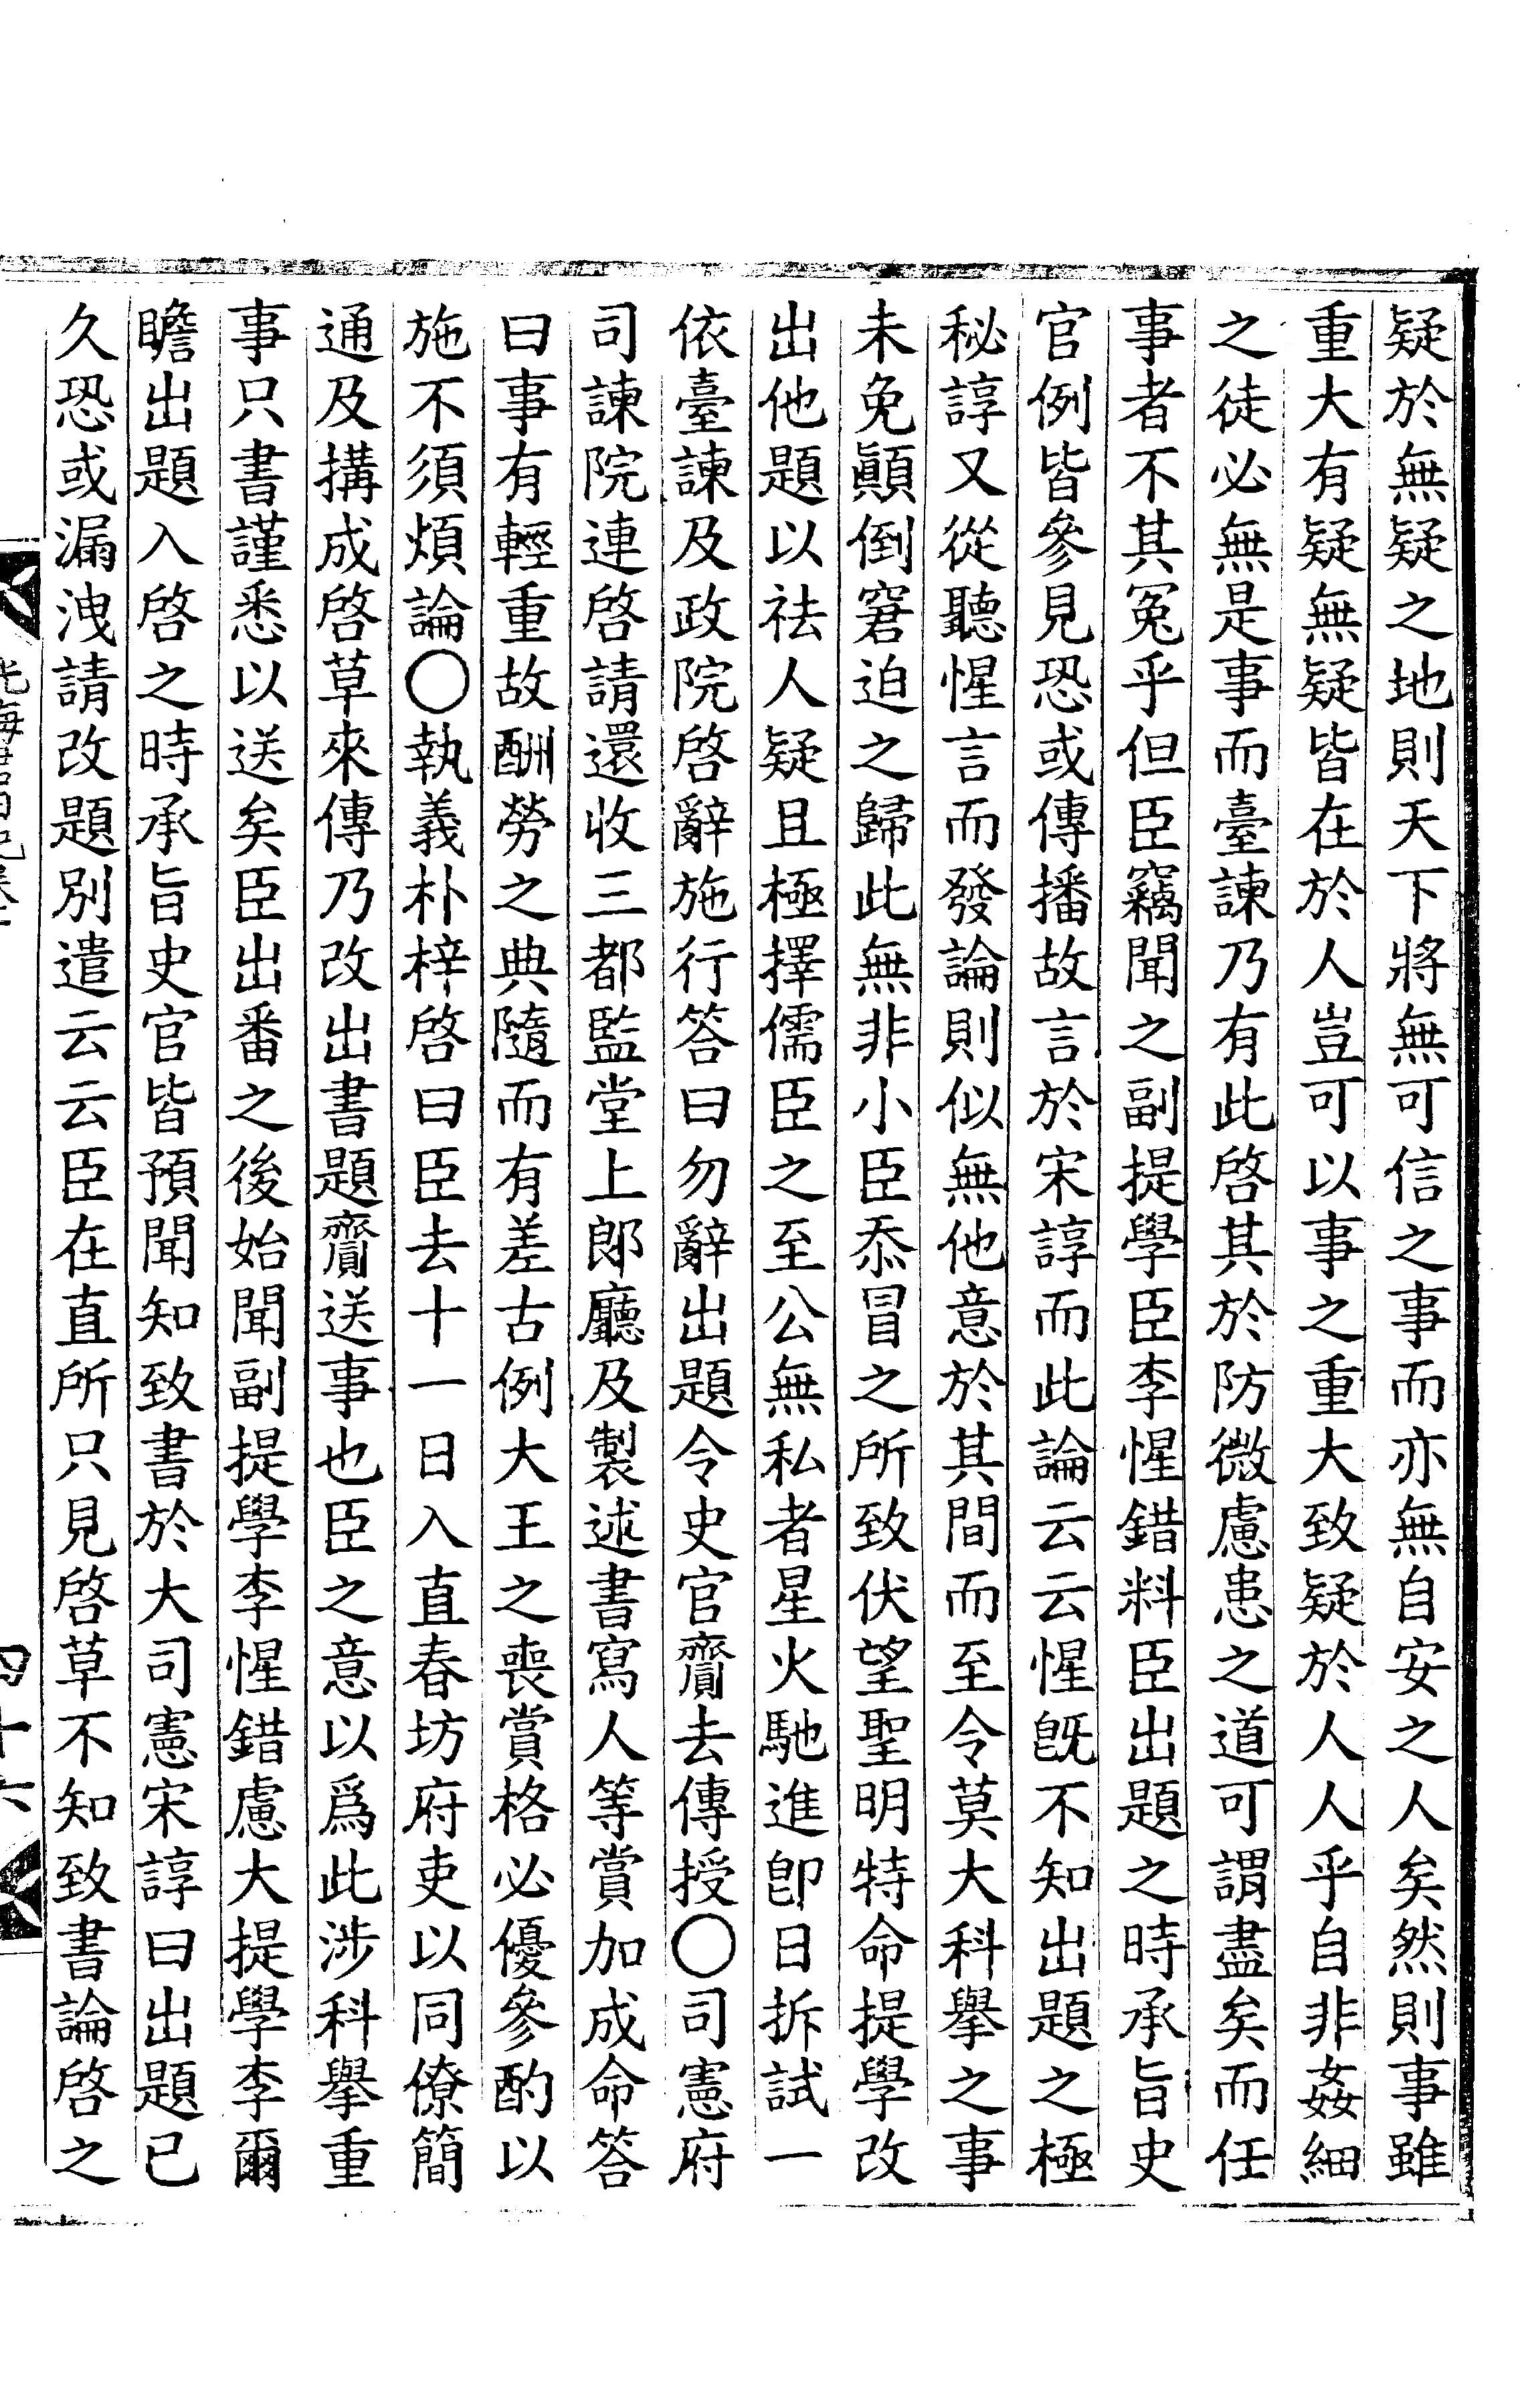 疑於無疑之地則天下將無可信之事而亦無自安之人矣然則事雖
重大有疑無疑皆在於人豈可以事之重大致疑於人人乎自非姦細
之徒必無是事而臺諫乃有此啓其於防微慮患之道可謂盡矣而任
事者不其冤乎但臣竊聞之副提學臣李惺錯料臣出題之時承旨史
官例皆參見恐或傳播故言於宋諄而此論云云惺旣不知出題之極
秘諄又從聽惺言而發論則似無他意於其間而至令莫大科擧之事
未免顚倒窘迫之歸此無非小臣忝冒之所致伏望聖明特命提學改
出他題以祛人疑且極擇儒臣之至公無私者星火馳進卽日拆試一
依臺諫及政院啓辭施行答曰勿辭出題令史官齎去傳授○司憲府
司諫院連啓請還收三都監堂上郞廳及製述書寫人等賞加成命答
曰事有輕重故酬勞之典隨而有差古例大王之喪賞格必優參酌以
施不須煩論○執義朴梓啓曰臣去十一日入直春坊府吏以同僚簡
通及搆成啓草來傳乃改出書題齎送事也臣之意以爲此涉科擧重
事只書謹悉以送矣臣出番之後始聞副提學李惺錯慮大提學李爾
瞻出題入啓之時承旨史官皆預聞知致書於大司憲宋諄曰出題已
久恐或漏洩請改題別遣云云臣在直所只見啓草不知致書論啓之
四十六